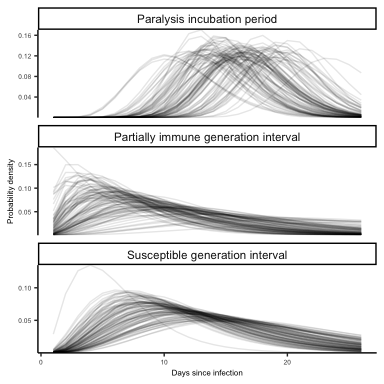 Paralysis incubation period
0.16
0.12
0.08
0.04
Partially immune generation interval
0.15
0.10
0.05
Probability density
Susceptible generation interval
0.10
0.05
0
0
10
20
Days since infection